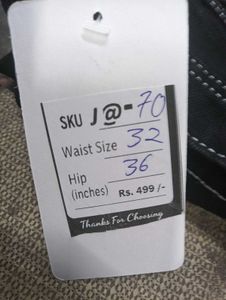 SKU J@-70
Waist Size 32
Hip 36
(inches) Rs. 499/-
Thanks For Choosing